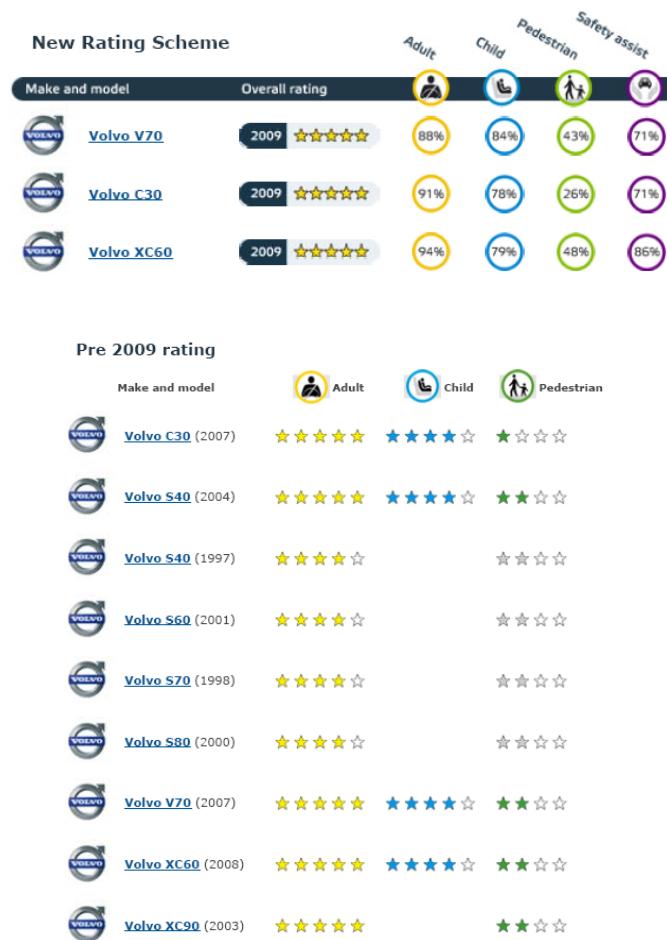 New Rating Scheme
Adult Child Pedestrian Safety assist
Make and model Overall rating
VOLVO Volvo V70 2009 88% 84% 43% 71%
VOLVO Volvo C30 2009 91% 78% 26% 71%
VOLVO Volvo XC60 2009 94% 79% 48% 86%
Pre 2009 rating
Make and model Adult Child Pedestrian
VOLVO Volvo C30 (2007)
VOLVO Volvo S40 (2004)
VOLVO Volvo S40 (1997)
VOLVO Volvo S60 (2001)
VOLVO Volvo S70 (1998)
VOLVO Volvo S80 (2000)
VOLVO Volvo V70 (2007)
VOLVO Volvo XC60 (2008)
VOLVO Volvo XC90 (2003)